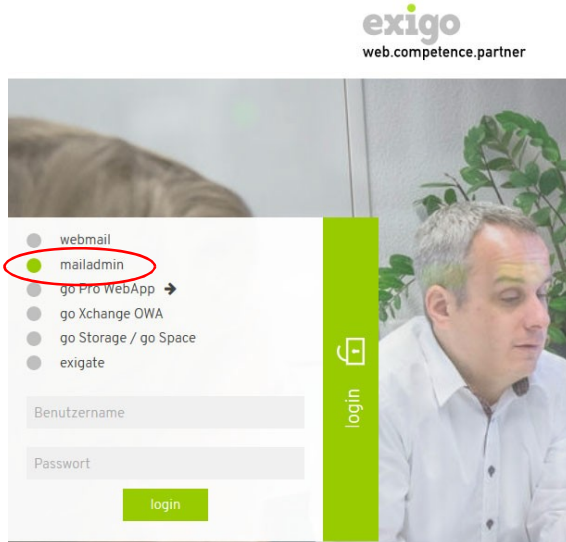 exigo
web.competence.partner
webmail
mailadmin
go Pro WebApp
go Xchange OWA
go Storage / go Space
exigate
Benutzername
Passwort
login
login